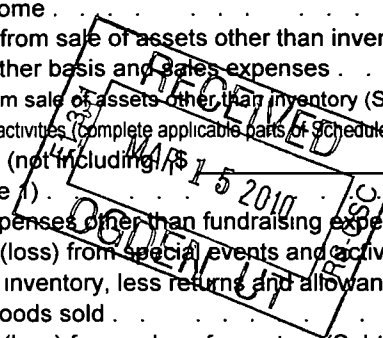 ome . . . . . . . .
from sale of assets other than inven
ther basis and sales expenses . .
m sale of assets other than inventory (S
activities (complete applicable parts of Schedule
(not including $
e 1) . . . . . . .
penses other than fundraising expe
(loss) from special events and activ
inventory, less returns and allowan
oods sold . . . . . .
RECEIVED
MAR 15 2010
OGDEN UT